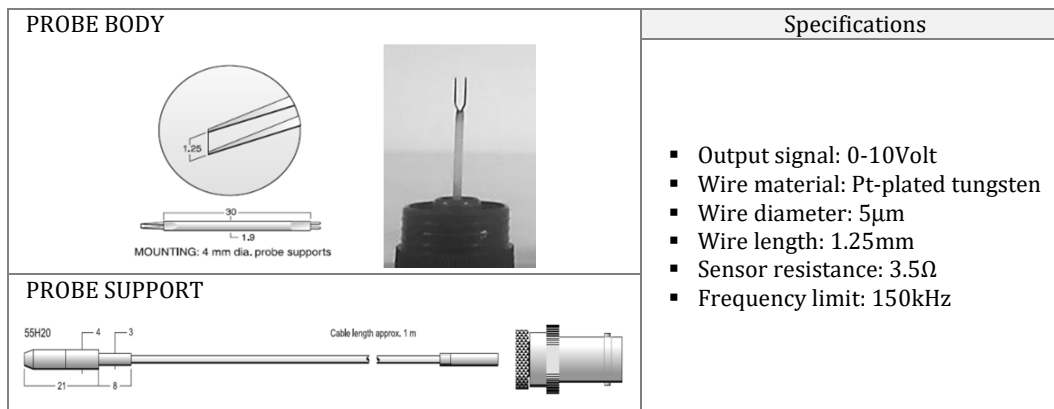 PROBE BODY
1.25
30
1.9
MOUNTING: 4 mm dia. probe supports
PROBE SUPPORT
55H20
4
3
Cable length approx. 1 m
21
8
Specifications
▪ Output signal: 0-10Volt
▪ Wire material: Pt-plated tungsten
▪ Wire diameter: 5μm
▪ Wire length: 1.25mm
▪ Sensor resistance: 3.5Ω
▪ Frequency limit: 150kHz